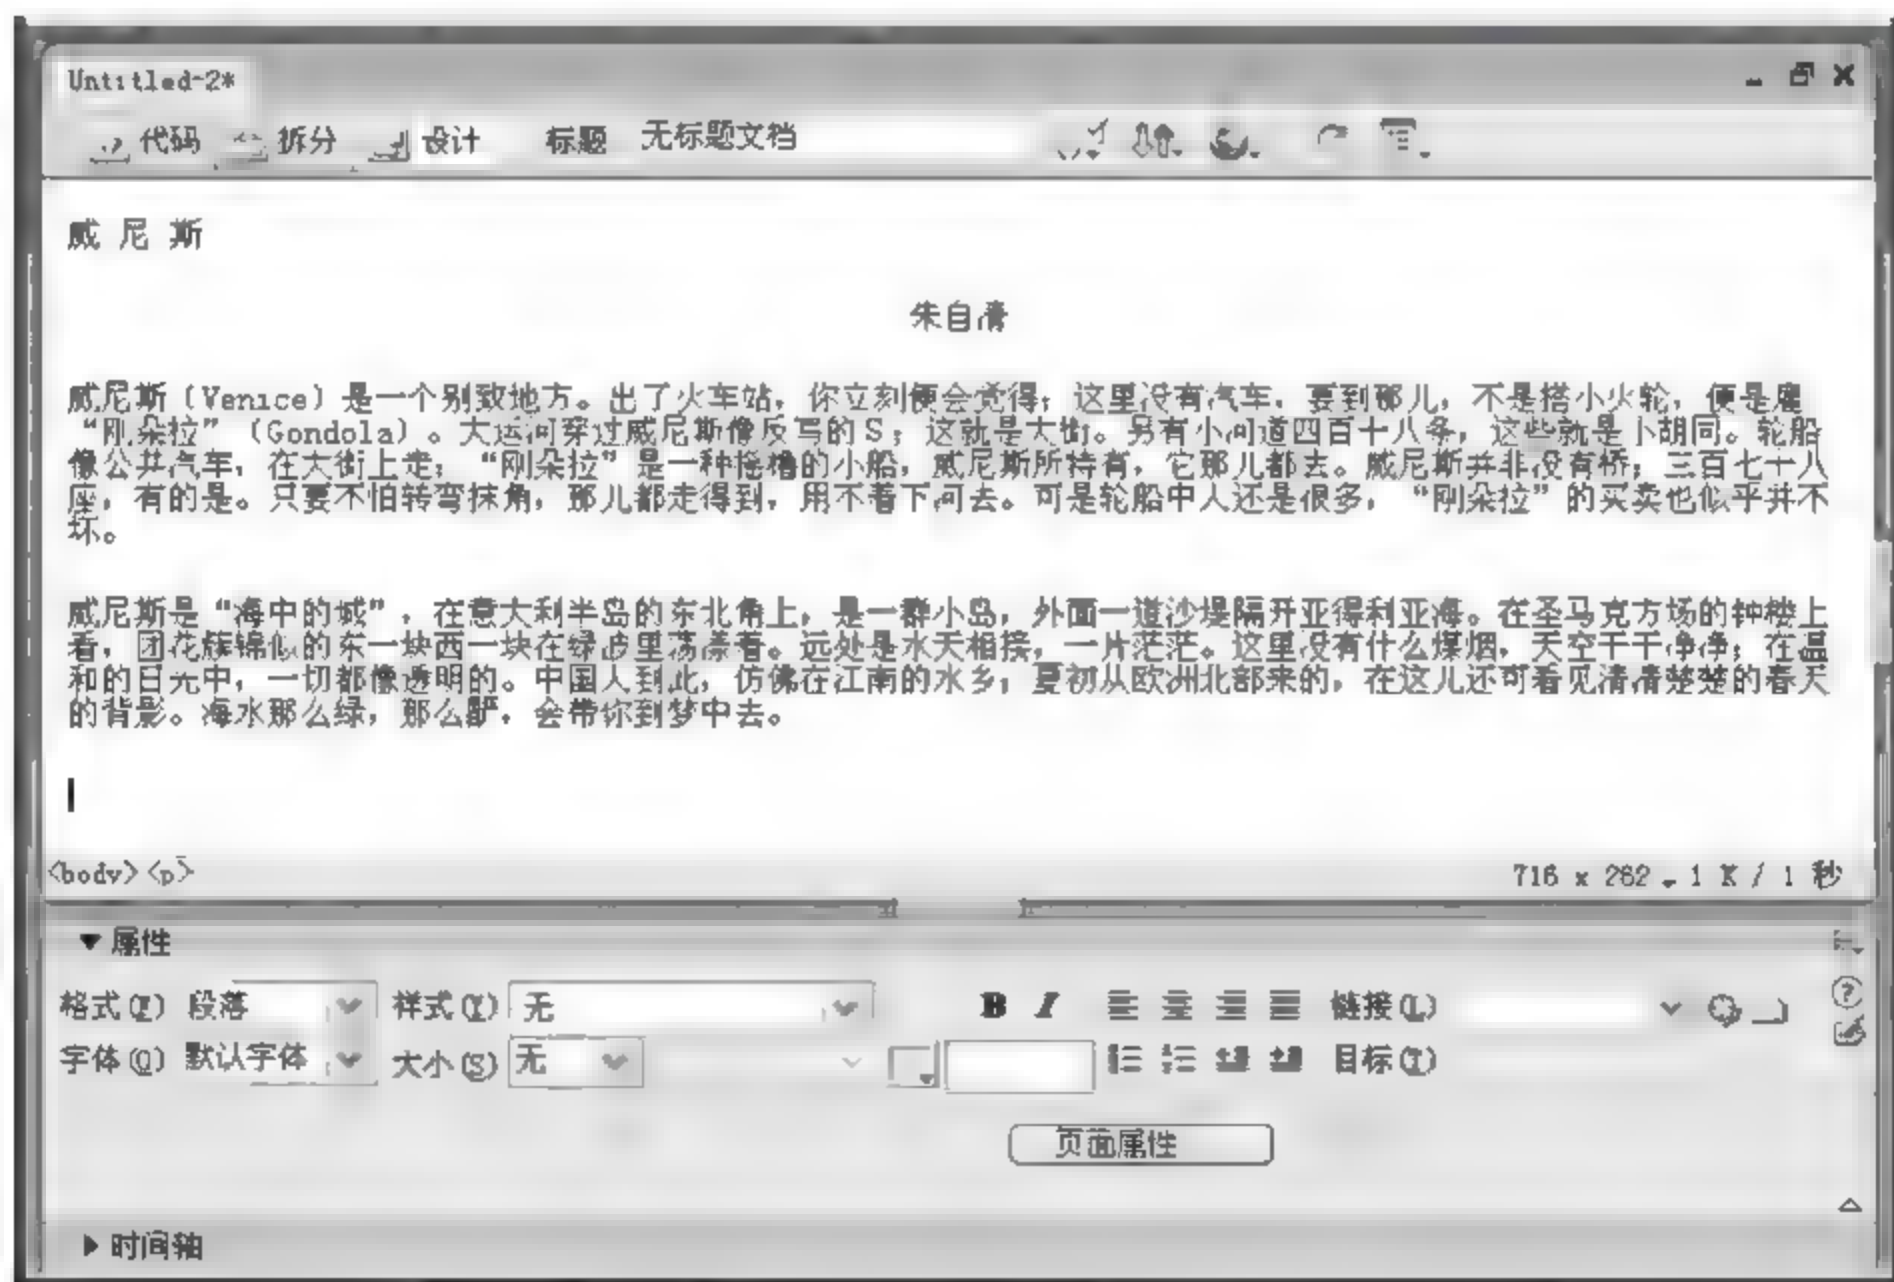 Untitled-2*
代码 拆分 设计 标题 无标题文档
威 尼 斯
朱自清
威尼斯(Venice)是一个别致地方。出了火车站,你立刻便会觉得;这里没有汽车,要到那儿,不是搭小火轮,便是雇
“刚朵拉”(Gondola)。大运河穿过威尼斯像反写的S;这就是大街。另有小河道四百十八条,这些就是小胡同。轮船
像公共汽车,在大街上走;“刚朵拉”是一种摇橹的小船,威尼斯所特有,它那儿都去。威尼斯并非没有桥;三百七十八
座,有的是。只要不怕转弯抹角,那儿都走得到,用不着下河去。可是轮船中人还是很多,“刚朵拉”的买卖也似乎并不
坏。
威尼斯是“海中的城”,在意大利半岛的东北角上,是一群小岛,外面一道沙堤隔开亚得利亚海。在圣马克方场的钟楼上
看,团花簇锦似的东一块西一块在绿波里荡漾着。远处是水天相接,一片茫茫。这里没有什么煤烟,天空干干净净;在温
和的日光中,一切都像透明的。中国人到此,仿佛在江南的水乡;夏初从欧洲北部来的,在这儿还可看见清清楚楚的春天
的背影。海水那么绿,那么酽,会带你到梦中去。
<body> <p> 716 x 262 1 K / 1 秒
属性
格式(F) 段落 样式(Y) 无 B I 链接(L)
字体(O) 默认字体 大小(S) 无 目标(T)
页面属性
时间轴